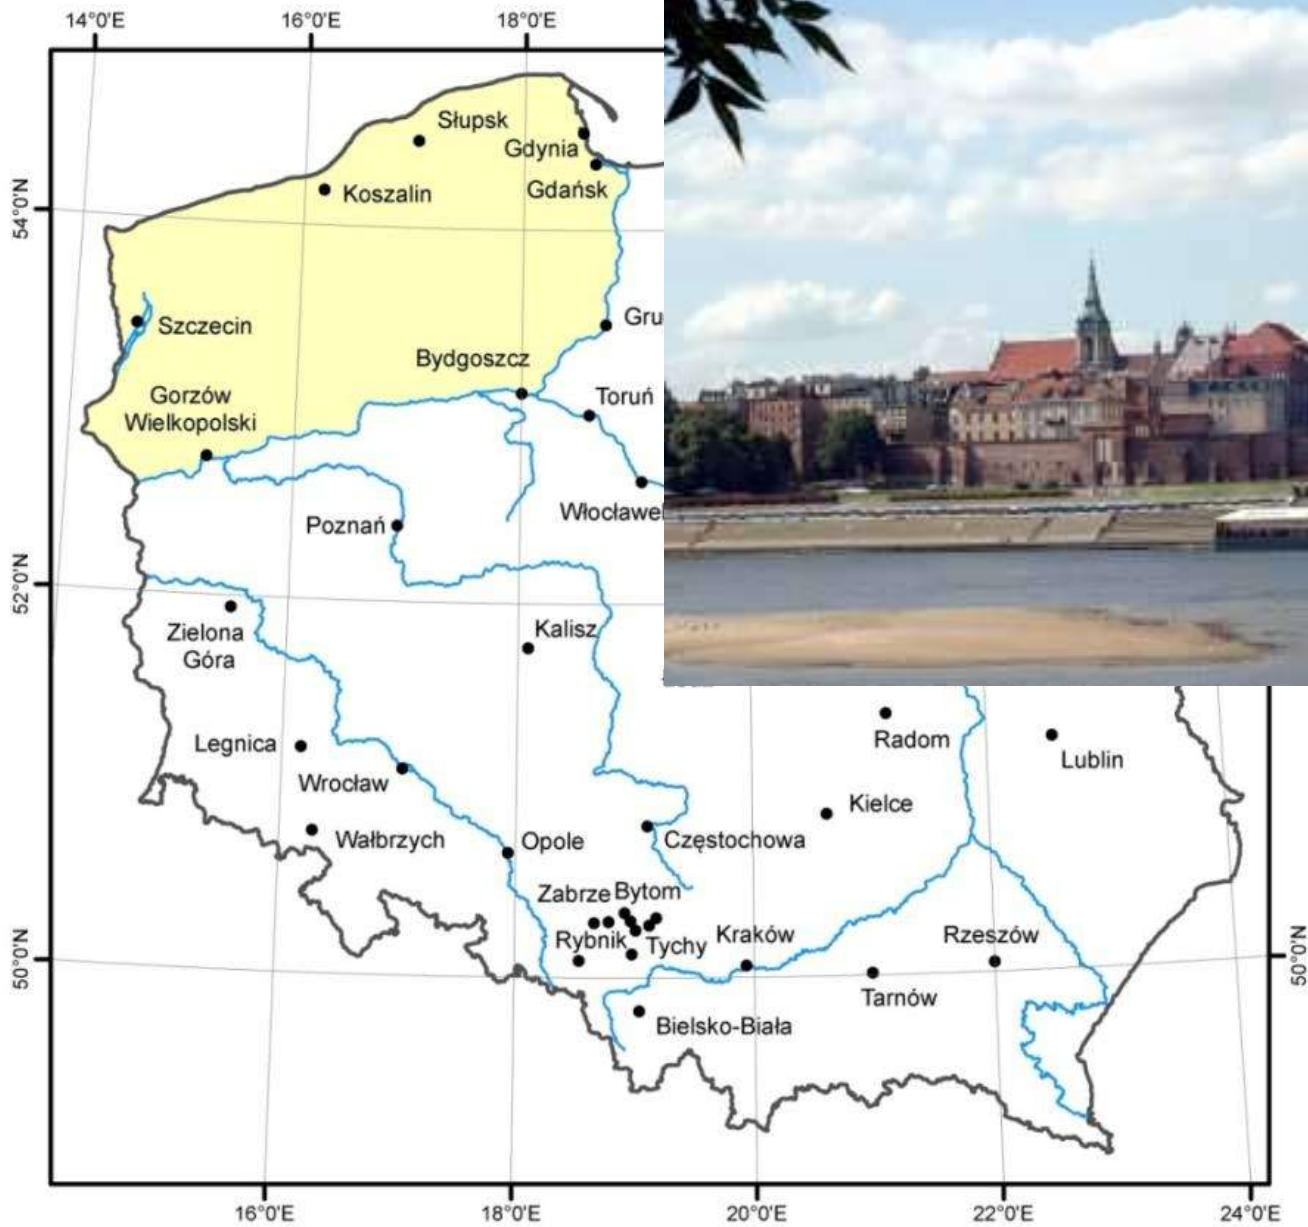 14°0'E 16°0'E 18°0'E
Słupsk
Gdynia
Gdańsk
Koszalin
54°0'N
Szczecin
Gru
Bydgoszcz
Gorzów
Wielkopolski
Toruń
Poznań
Włocławe
52°0'N
Zielona
Góra
Kalisz
Legnica
Radom
Lublin
Wrocław
Kielce
Wałbrzych
Opole
Częstochowa
Zabrze Bytom
Rybnik Tychy
Kraków
Rzeszów
50°0'N
50°0'N
Tarnów
Bielsko-Biała
16°0'E 18°0'E 20°0'E 22°0'E 24°0'E